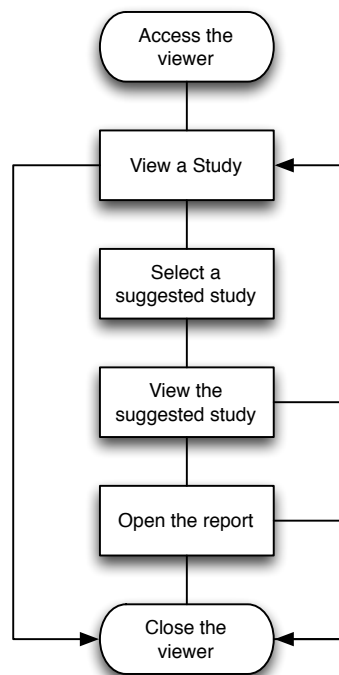 Access the
viewer
View a Study
Select a
suggested study
View the
suggested study
Open the report
Close the
viewer